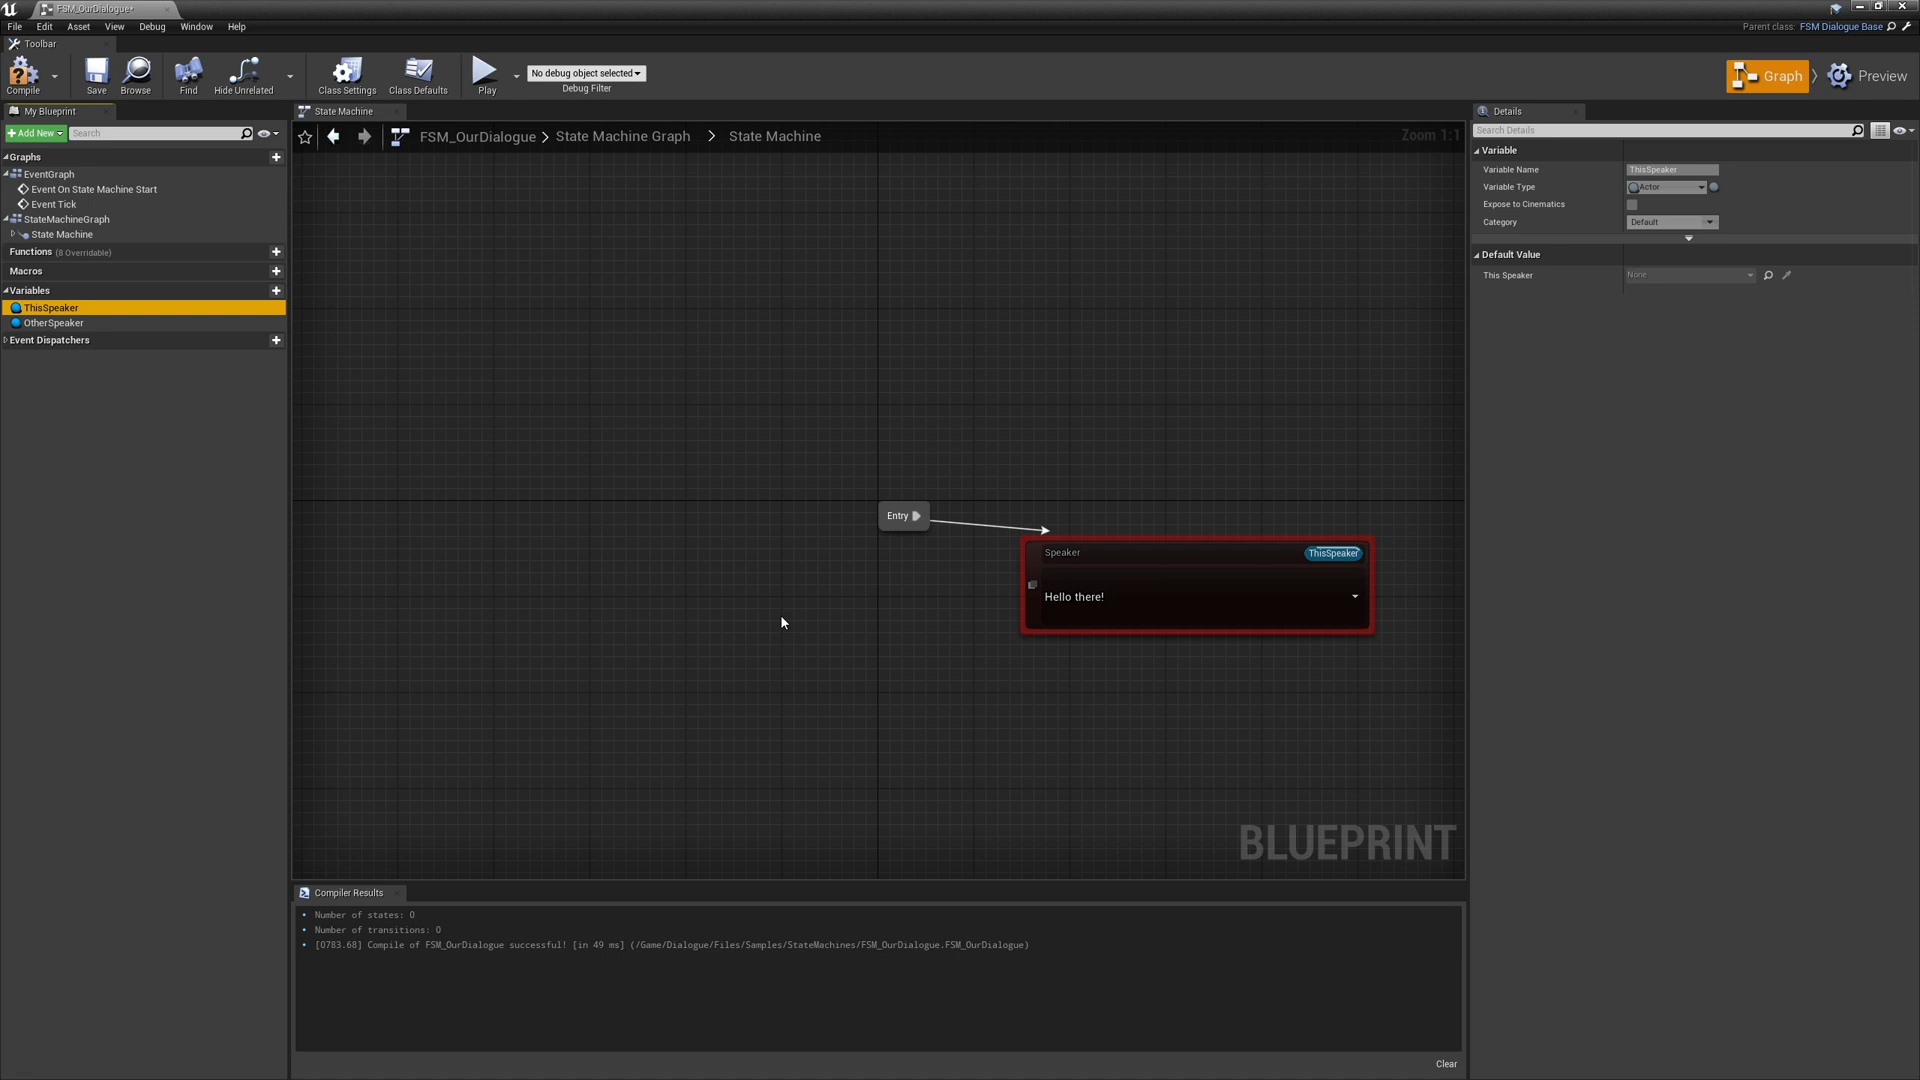 FSM_OurDialogue*
File Edit Asset View Debug Window Help
Parent class: FSM Dialogue Base
Toolbar
Compile
Save
Browse
Find
Hide Unrelated
Class Settings
Class Defaults
Play
No debug object selected
Debug Filter
Graph
Preview
My Blueprint
Add New
Search
Graphs
EventGraph
Event On State Machine Start
Event Tick
StateMachineGraph
State Machine
Functions (8 Overridable)
Macros
Variables
ThisSpeaker
OtherSpeaker
Event Dispatchers
State Machine
FSM_OurDialogue > State Machine Graph > State Machine
Zoom 1:1
Entry
Speaker
ThisSpeaker
Hello there!
BLUEPRINT
Compiler Results
Number of states: 0
Number of transitions: 0
[0783.68] Compile of FSM_OurDialogue successful! [in 49 ms] (/Game/Dialogue/Files/Samples/StateMachines/FSM_OurDialogue.FSM_OurDialogue)
Clear
Details
Search Details
Variable
Variable Name ThisSpeaker
Variable Type Actor
Expose to Cinematics
Category Default
Default Value
This Speaker None